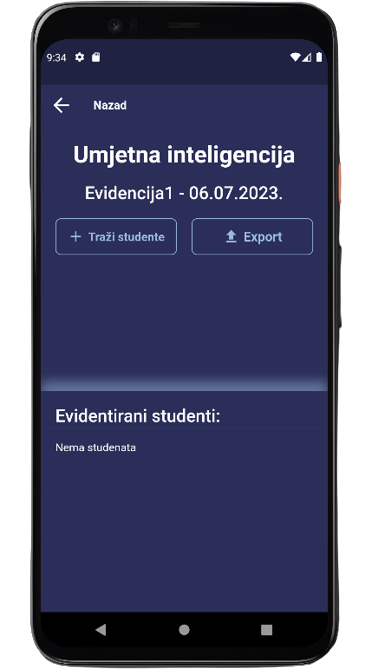 9:34
Nazad
Umjetna inteligencija
Evidencija1 - 06.07.2023.
+ Traži studente
Export
Evidentirani studenti:
Nema studenata